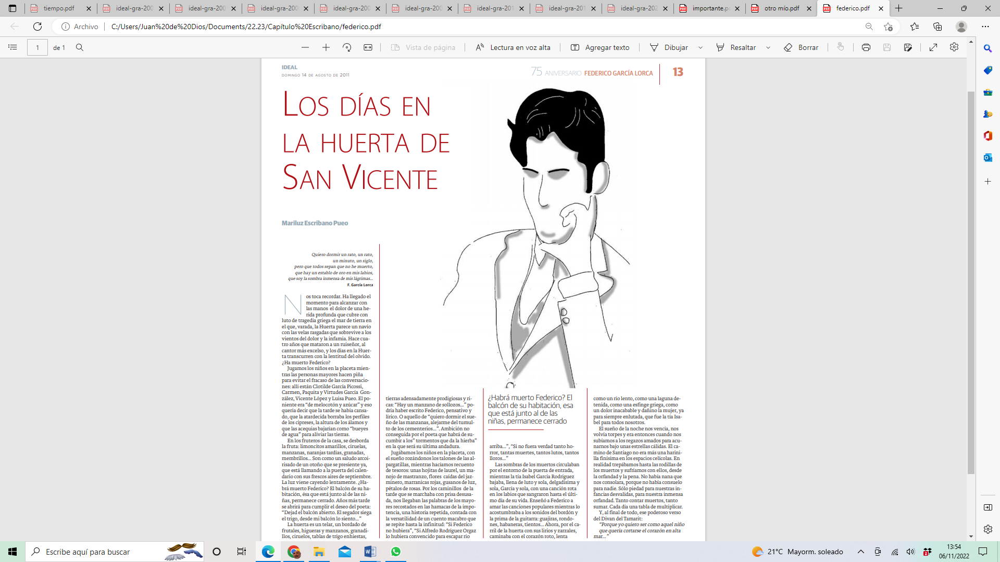 tiempo.pdf
ideal-gra-200
ideal-gra-200
ideal-gra-200
ideal-gra-200
ideal-gra-200
ideal-gra-201
ideal-gra-201
ideal-gra-202
importante.p
otro mío.pdf
federico.pdf
Archivo
C:/Users/Juan%20de%20Dios/Documents/22.23/Capítulo%20Escribano/federico.pdf
1
de 1
Vista de página
Lectura en voz alta
Agregar texto
Dibujar
Resaltar
Borrar
IDEAL
DOMINGO 14 DE AGOSTO DE 2011
75 ANIVERSARIO FEDERICO GARCÍA LORCA
13
LOS DÍAS EN
LA HUERTA DE
SAN VICENTE
Mariluz Escribano Pueo
Quiero dormir un rato, un rato,
un minuto, un siglo,
pero que todos sepan que no he muerto,
que hay un establo de oro en mis labios,
que soy la sombra inmensa de mis lágrimas...
F. García Lorca
Nos toca recordar. Ha llegado el
momento para alcanzar con
las manos el dolor de una he-
rida profunda que cubre con
luto de tragedia griega el mar de tierra en
el que, varada, la Huerta parece un navío
con las velas rasgadas que sobrevive a los
vientos del dolor y la infamia. Hace cua-
tro años que mataron a un ruiseñor, al
cantor más excelso, y los días en la Huer-
ta transcurren con la lentitud del olvido.
¿Ha muerto Federico?
Jugamos los niños en la placeta mien-
tras las personas mayores hacen piña
para evitar el fracaso de las conversacio-
nes: allí están Clotilde García Picossi,
Carmen, Paquita y Virtudes García Gon-
zález, Vicente López y Luisa Pueo. El po-
niente era “de melocotón y azúcar” y eso
quería decir que la tarde se había cansa-
do, que la atardecida borraba los perfiles
de los cipreses, la altura de los álamos y
que las acequias bajarían como “bueyes
de agua” para aliviar las tierras.
En los fruteros de la casa, se desborda
la fruta: limoncitos amarillos, ciruelas,
manzanas, naranjas tardías, granadas,
membrillos... Son como un saludo arcoi-
risado de un otoño que se presiente ya,
que está llamando a la puerta del calen-
dario con sus frescos aires de septiembre.
La luz viene cayendo lentamente. ¿Ha-
brá muerto Federico? El balcón de su ha-
bitación, ésa que está junto al de las ni-
ñas, permanece cerrado. Años más tarde
se abrirá para cumplir el deseo del poeta:
“Dejad el balcón abierto. El segador siega
el trigo, desde mi balcón lo siento...”
La huerta es un telar, un bordado de
frutales, higueras y manzanos, granadi-
llos, ciruelos, tablas de trigo enhiestas,
tierras adensadamente prodigiosas y ri-
cas: “Hay un manzano de sollozos...” po-
dría haber escrito Federico, pensativo y
lírico. O aquello de “quiero dormir el sue-
ño de las manzanas, alejarme del tumul-
to de los cementerios...”. Ambición no
conseguida por el poeta que habrá de su-
cumbir a los” tormentos que da la hierba”
en la que será su última andadura.
Jugábamos los niños en la placeta, con
el sueño rozándonos los talones de las al-
pargatillas, mientras hacíamos recuento
de tesoros: unas hojitas de laurel, un ma-
nojo de mastranzo, flores caídas del jaz-
minero, marranicas rojas, gusanos de luz,
pétalos de rosas. Por los caminillos de la
tarde que se marchaba con prisa desusa-
da, nos llegaban las palabras de los mayo-
res recostados en las hamacas de la impo-
tencia, una historia repetida, contada con
la versatilidad de un cuento macabro que
se repite hasta la infinitud: “Si Federico
no hubiera”, “Si Alfredo Rodríguez Orgaz
lo hubiera convencido para escapar río
¿Habrá muerto Federico? El
balcón de su habitación, esa
que está junto al de las
niñas, permanece cerrado
arriba...”, “Si no fuera verdad tanto ho-
rror, tantas muertes, tantos lutos, tantos
lloros...”
Las sombras de los muertos circulaban
por el entorno de la puerta de entrada,
mientras la tía Isabel García Rodríguez
bajaba, llena de luto y sola, delgadísima y
sola, García y sola, con una canción rota
en los labios que sangraron hasta el últi-
mo día de su vida. Enseñó a Federico a
amar las canciones populares mientras lo
acostumbraba a los sonidos del bordón y
la prima de la guitarra: guajiras, rondo-
nes, habaneras, tientos... Ahora, por el ca-
rril de la huerta con sus lirios y zarzales,
caminaba con el corazón roto, lenta
como un río lento, como una laguna de-
tenida, como una esfinge griega, como
un dolor inacabable y dañino la mujer, ya
para siempre enlutada, que fue la tía Isa-
bel para todos nosotros.
El sueño de la noche nos vencía, nos
volvía torpes y era entonces cuando nos
subíamos a los regazos amados para acu-
narnos bajo unas estrellas cálidas. El ca-
mino de Santiago no era más una harini-
lla finísima en los espacios celícolas. En
realidad trepábamos hasta las rodillas de
los muertos y sufríamos con ellos, desde
la orfandad y la pena. No había nana que
nos consolara, porque no había consuelo
para nadie. Sólo piedad para nuestras in-
fancias desvalidas, para nuestra inmensa
orfandad. Tanto contar muertos, tanto
sumar. Cada día una tabla de multiplicar.
Y, al final de todo, ese poderoso verso
del Divan del Tamarit:
“Porque yo quiero ser como aquel niño
que quería cortarse el corazón en alta
mar...”
Escribe aquí para buscar
21°C Mayorm. soleado
13:54
06/11/2022